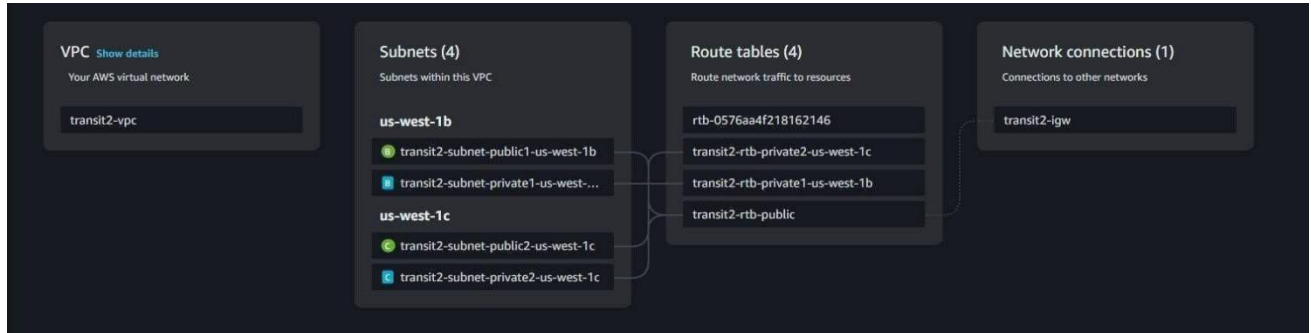 VPC Show details
Your AWS virtual network
transit2-vpc
Subnets (4)
Subnets within this VPC
us-west-1b
B transit2-subnet-public1-us-west-1b
B transit2-subnet-private1-us-west-...
us-west-1c
C transit2-subnet-public2-us-west-1c
C transit2-subnet-private2-us-west-1c
Route tables (4)
Route network traffic to resources
rtb-0576aa4f218162146
transit2-rtb-private2-us-west-1c
transit2-rtb-private1-us-west-1b
transit2-rtb-public
Network connections (1)
Connections to other networks
transit2-igw